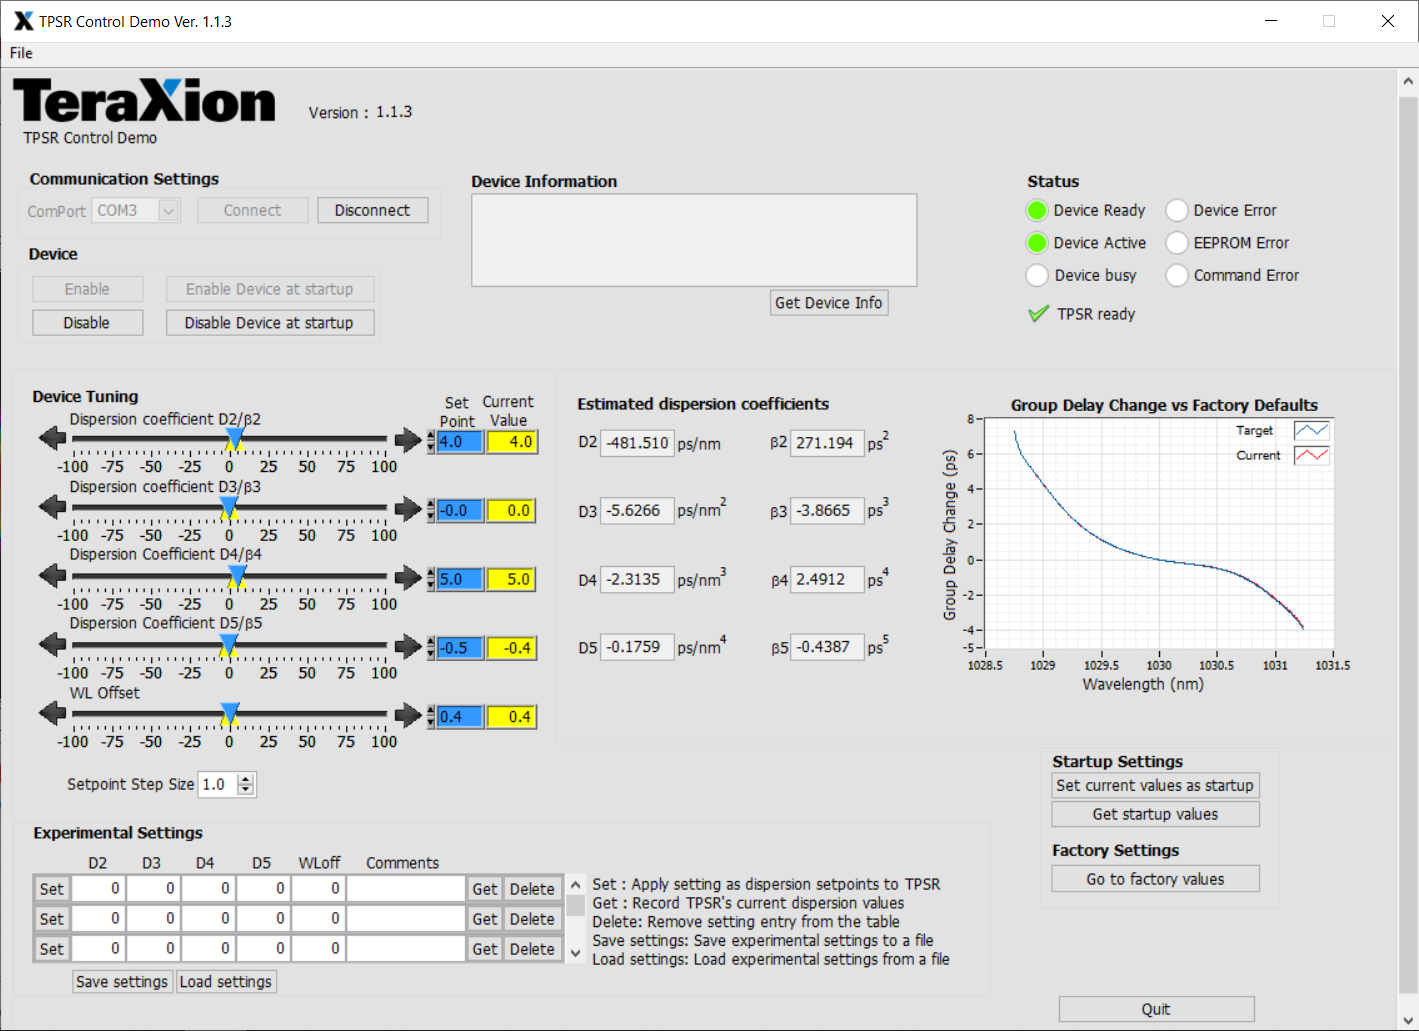 TPSR Control Demo Ver. 1.1.3
File
TeraXion
Version : 1.1.3
TPSR Control Demo
Communication Settings
ComPort COM3 Connect Disconnect
Device
Enable Enable Device at startup
Disable Disable Device at startup
Device Information
Get Device Info
Status
Device Ready Device Error
Device Active EEPROM Error
Device busy Command Error
TPSR ready
Device Tuning
Set Point Current Value
Dispersion coefficient D2/β2
4.0 4.0
-100 -75 -50 -25 0 25 50 75 100
Dispersion coefficient D3/β3
-0.0 0.0
-100 -75 -50 -25 0 25 50 75 100
Dispersion Coefficient D4/β4
5.0 5.0
-100 -75 -50 -25 0 25 50 75 100
Dispersion Coefficient D5/β5
-0.5 -0.4
-100 -75 -50 -25 0 25 50 75 100
WL Offset
0.4 0.4
-100 -75 -50 -25 0 25 50 75 100
Setpoint Step Size 1.0
Estimated dispersion coefficients
D2 -481.510 ps/nm β2 271.194 ps²
D3 -5.6266 ps/nm² β3 -3.8665 ps³
D4 -2.3135 ps/nm³ β4 2.4912 ps⁴
D5 -0.1759 ps/nm⁴ β5 -0.4387 ps⁵
Group Delay Change vs Factory Defaults
Target
Current
Group Delay Change (ps)
8
6
4
2
0
-2
-4
-5
1028.5 1029 1029.5 1030 1030.5 1031 1031.5
Wavelength (nm)
Startup Settings
Set current values as startup
Get startup values
Factory Settings
Go to factory values
Experimental Settings
D2 D3 D4 D5 WLoff Comments
Set 0 0 0 0 0 Get Delete
Set 0 0 0 0 0 Get Delete
Set 0 0 0 0 0 Get Delete
Save settings Load settings
Set : Apply setting as dispersion setpoints to TPSR
Get : Record TPSR's current dispersion values
Delete: Remove setting entry from the table
Save settings: Save experimental settings to a file
Load settings: Load experimental settings from a file
Quit